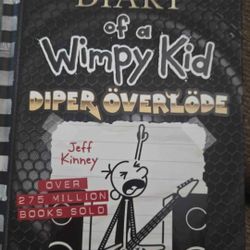 DIARY
of a
Wimpy Kid
DIPER ÖVERLÖDE
Jeff
Kinney
OVER
275 MILLION
BOOKS SOLD